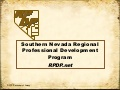 Southern Nevada Regional
Professional Development
Program
RPDP.net